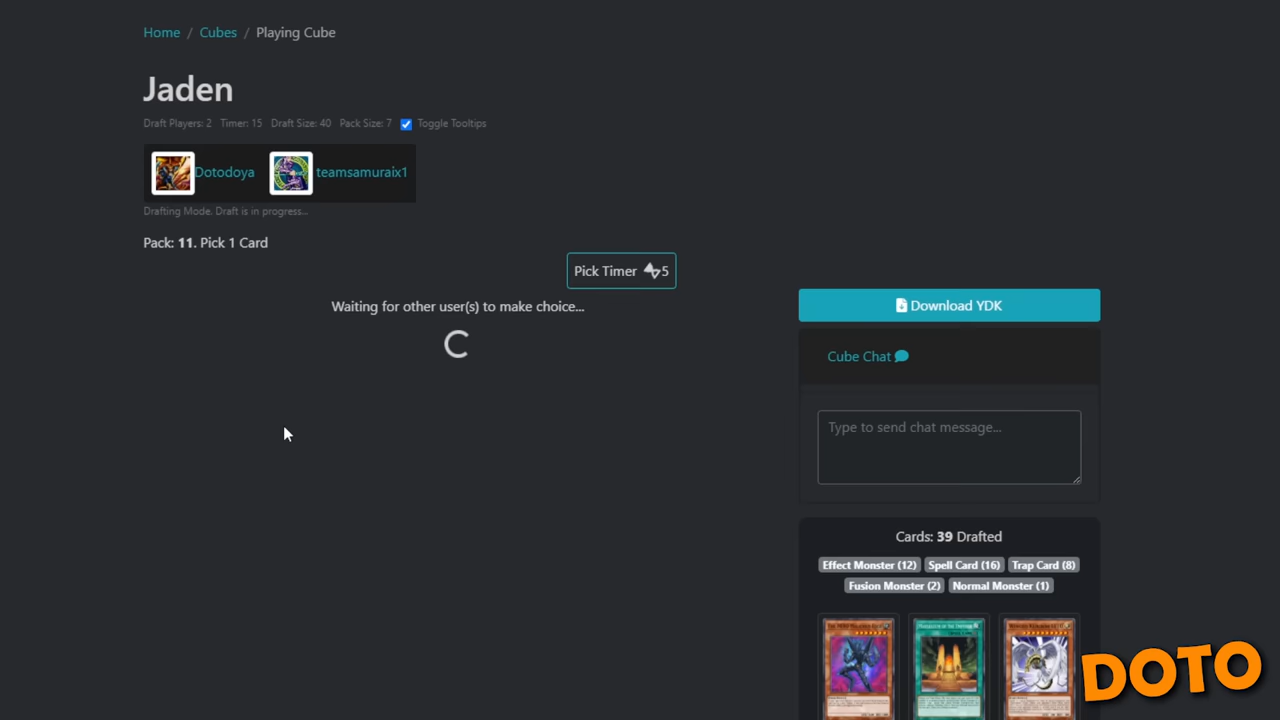 Home / Cubes / Playing Cube
Jaden
Draft Players: 2 Timer: 15 Draft Size: 40 Pack Size: 7 Toggle Tooltips
Dotodoya teamsamuraix1
Drafting Mode. Draft is in progress...
Pack: 11. Pick 1 Card
Pick Timer 5
Waiting for other user(s) to make choice...
Download YDK
Cube Chat
Type to send chat message...
Cards: 39 Drafted
Effect Monster (12) Spell Card (16) Trap Card (8)
Fusion Monster (2) Normal Monster (1)
DOTO